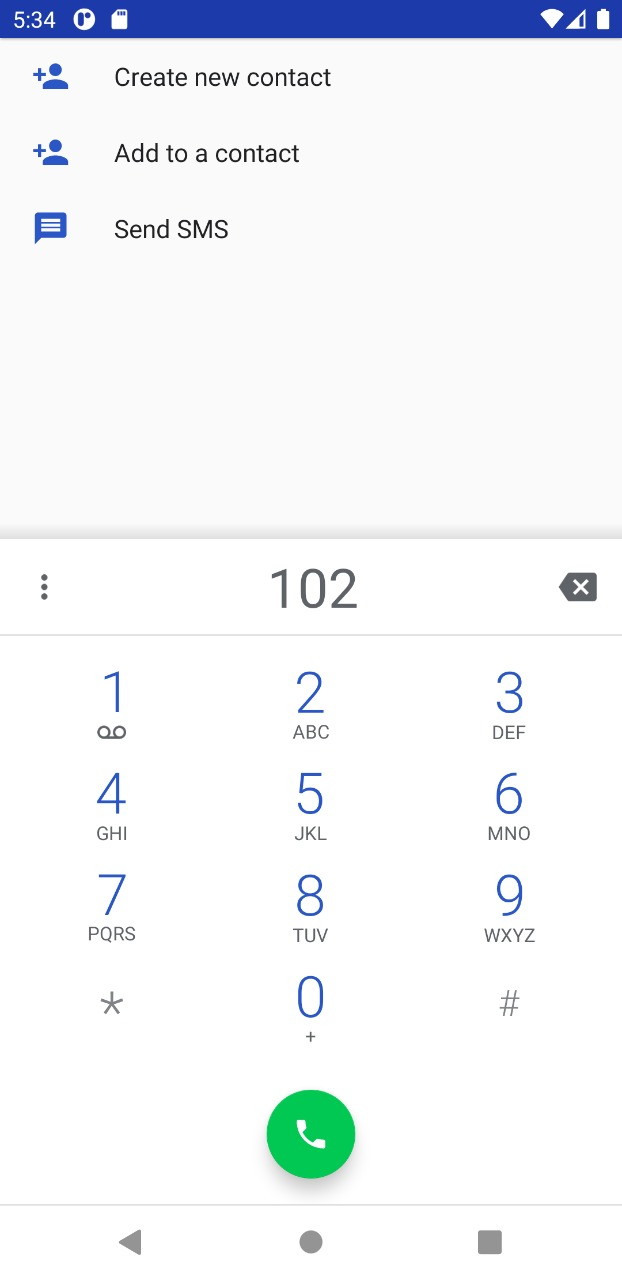 5:34
Create new contact
Add to a contact
Send SMS
102
1 2 3
ABC DEF
4 5 6
GHI JKL MNO
7 8 9
PQRS TUV WXYZ
* 0 #
+